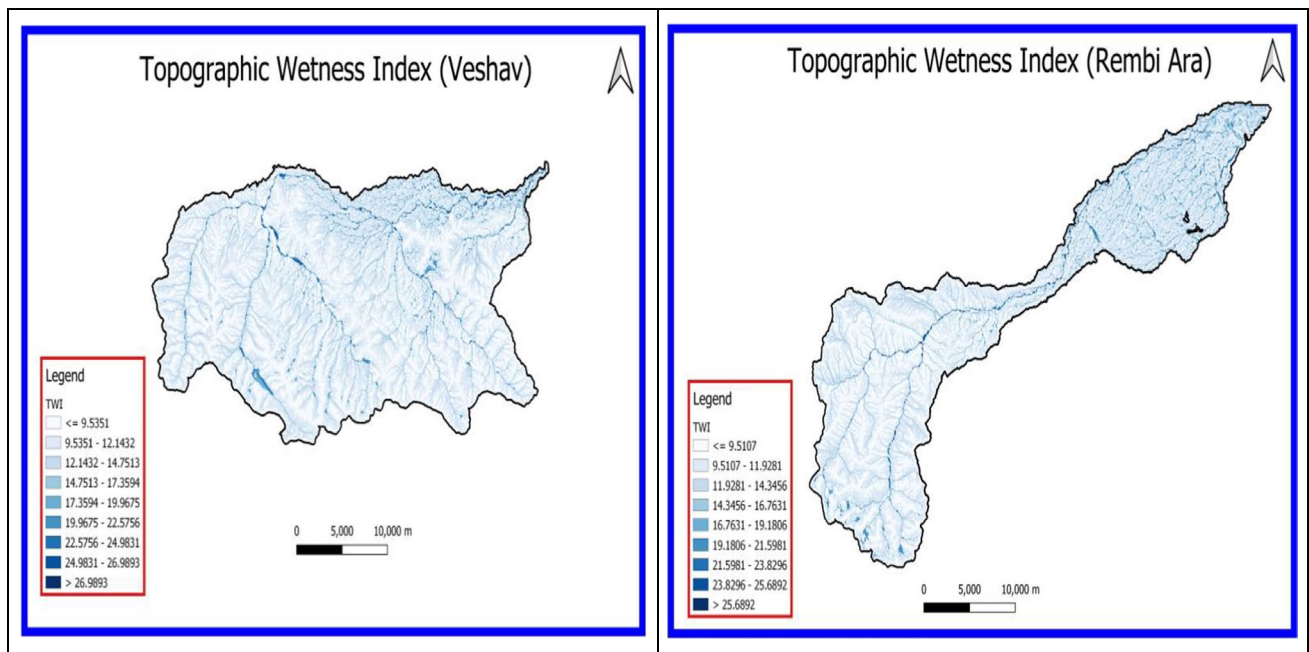 Topographic Wetness Index (Veshav)
Legend
TWI
<= 9.5351
9.5351 - 12.1432
12.1432 - 14.7513
14.7513 - 17.3594
17.3594 - 19.9675
19.9675 - 22.5756
22.5756 - 24.9831
24.9831 - 26.9893
> 26.9893
0 5,000 10,000 m
Topographic Wetness Index (Rembi Ara)
Legend
TWI
<= 9.5107
9.5107 - 11.9281
11.9281 - 14.3456
14.3456 - 16.7631
16.7631 - 19.1806
19.1806 - 21.5981
21.5981 - 23.8296
23.8296 - 25.6892
> 25.6892
0 5,000 10,000 m